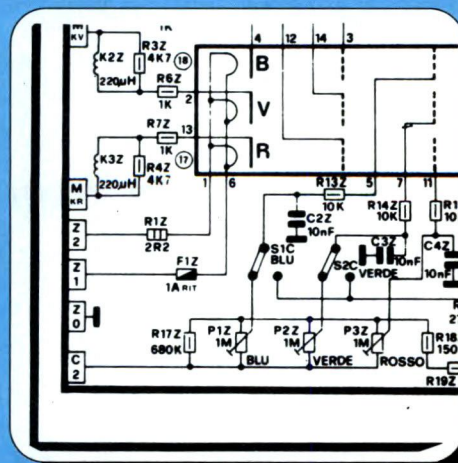 1K
4 12 14 3
M
KV
R3Z
4K7
18
K2Z
220µH
R6Z
1K
2
B
V
R
R7Z
1K
13
17
K3Z
220µH
R4Z
4K7
M
KR
1 6
R13Z
10K
5 7 11
Z
2
R1Z
2R2
C2Z
10nF
R14Z
10K
S1C
BLU
S2C
C3Z
10nF
VERDE
C4Z
10nF
Z
1
F1Z
1A RIT
Z
0
R17Z
680K
P1Z
1M
BLU
P2Z
1M
VERDE
P3Z
1M
ROSSO
R18
150
R19Z
C
2